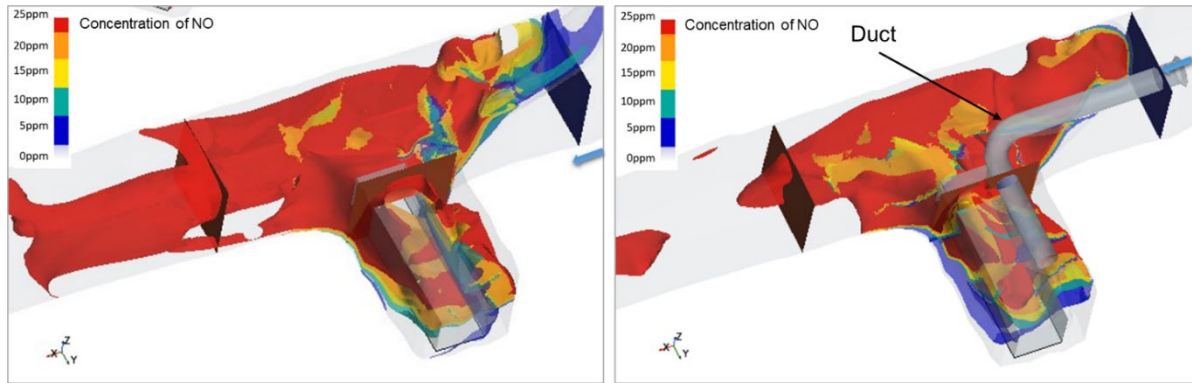 25ppm
Concentration of NO
20ppm
15ppm
10ppm
5ppm
0ppm
Z
X
Y
25ppm
Concentration of NO
Duct
20ppm
15ppm
10ppm
5ppm
0ppm
Z
X
Y